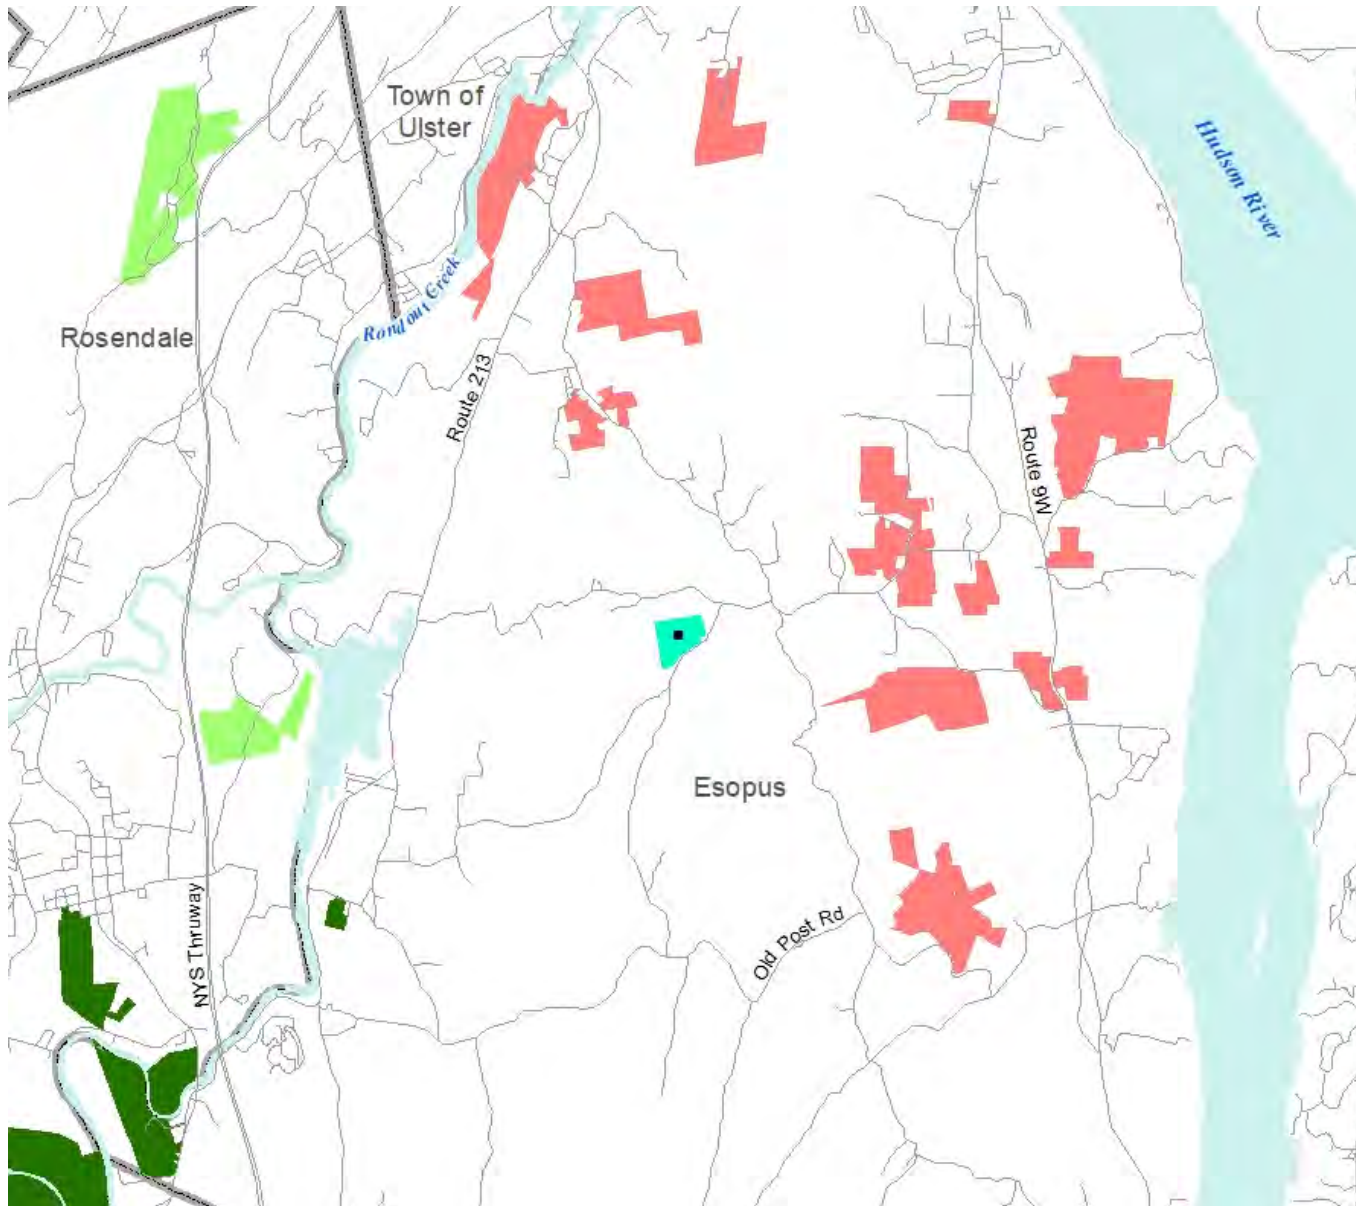 Town of
Ulster
Hudson River
Rondout Creek
Rosendale
Route 213
Route 9W
Esopus
NYS Thruway
Old Post Rd